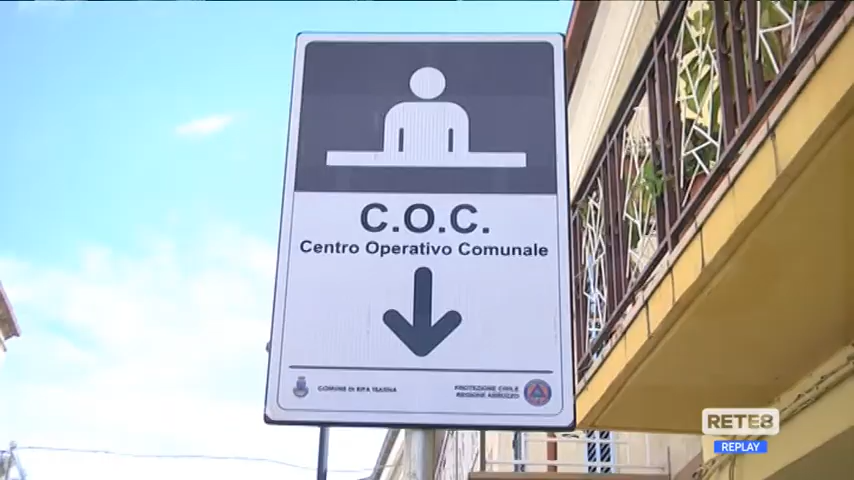 C.O.C.
Centro Operativo Comunale
COMUNE DI RIPA TEATINA
PROTEZIONE CIVILE
REGIONE ABRUZZO
RETE8
REPLAY